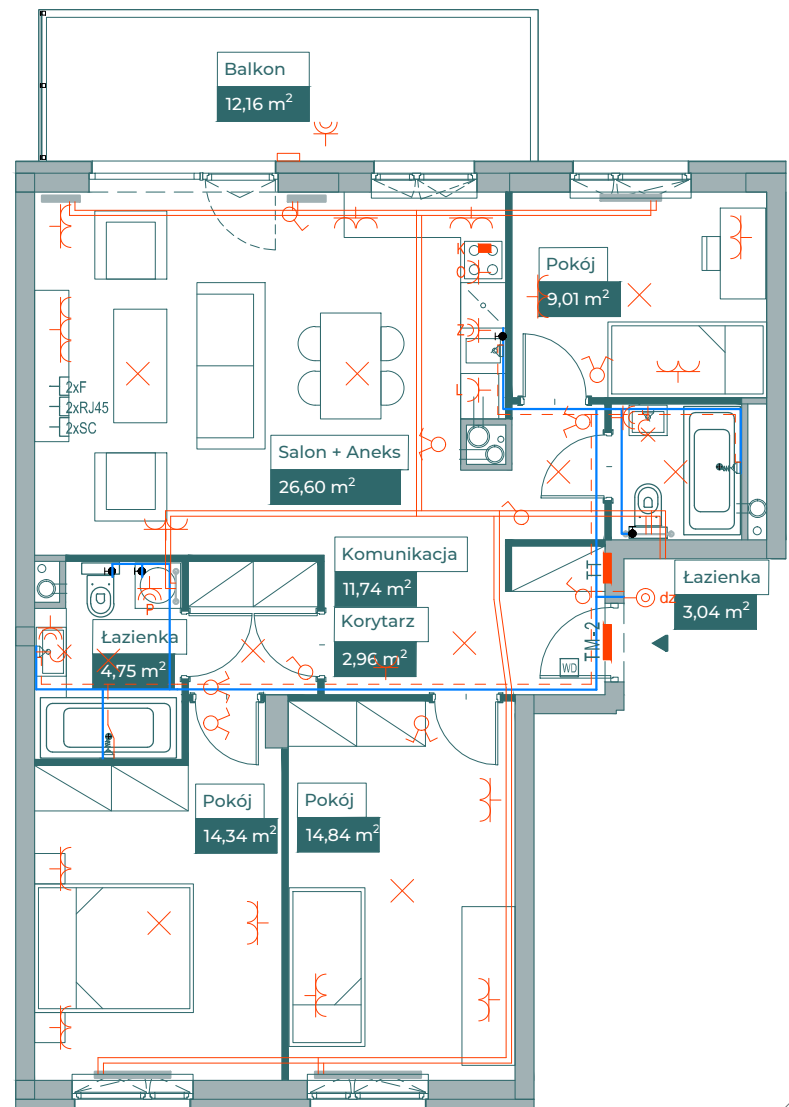 Balkon
12,16 m²
K
Pokój
9,01 m²
Z
L
2xF
2xRJ45
2xSC
Salon + Aneks
26,60 m²
Komunikacja
11,74 m²
Korytarz
2,96 m²
TT
TM-2
dz
WD
Łazienka
3,04 m²
P
Łazienka
4,75 m²
Pokój
14,34 m²
Pokój
14,84 m²